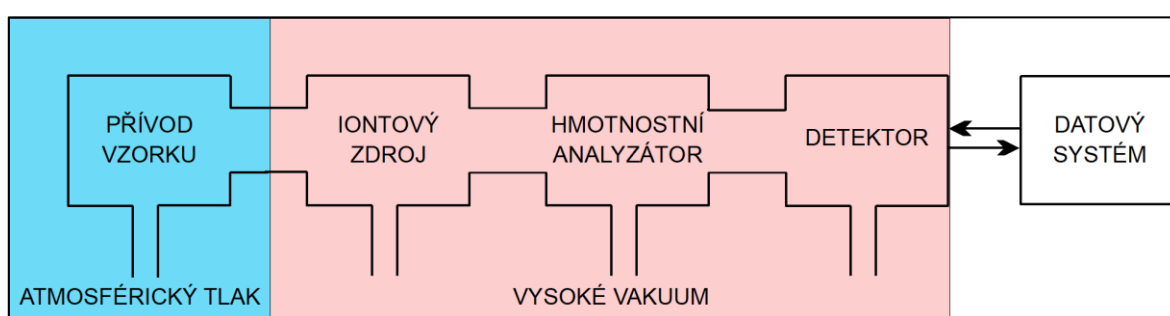 PŘÍVOD
VZORKU
IONTOVÝ
ZDROJ
HMOTNOSTNÍ
ANALYZÁTOR
DETEKTOR
DATOVÝ
SYSTÉM
ATMOSFÉRICKÝ TLAK
VYSOKÉ VAKUUM